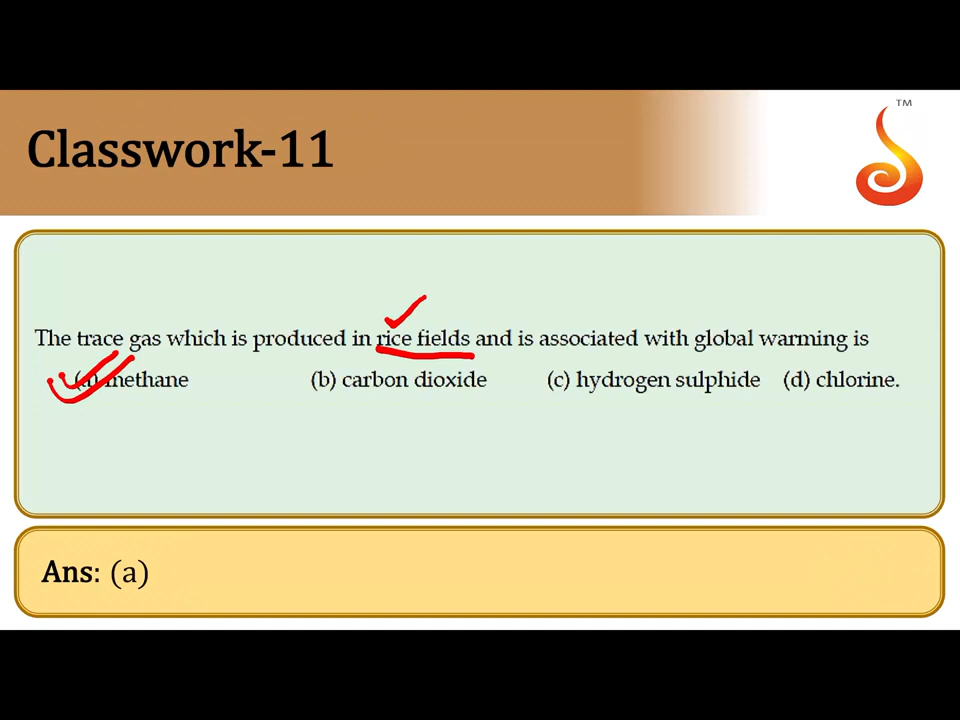 Classwork-11
TM
The trace gas which is produced in rice fields and is associated with global warming is
(a) methane (b) carbon dioxide (c) hydrogen sulphide (d) chlorine.
Ans: (a)